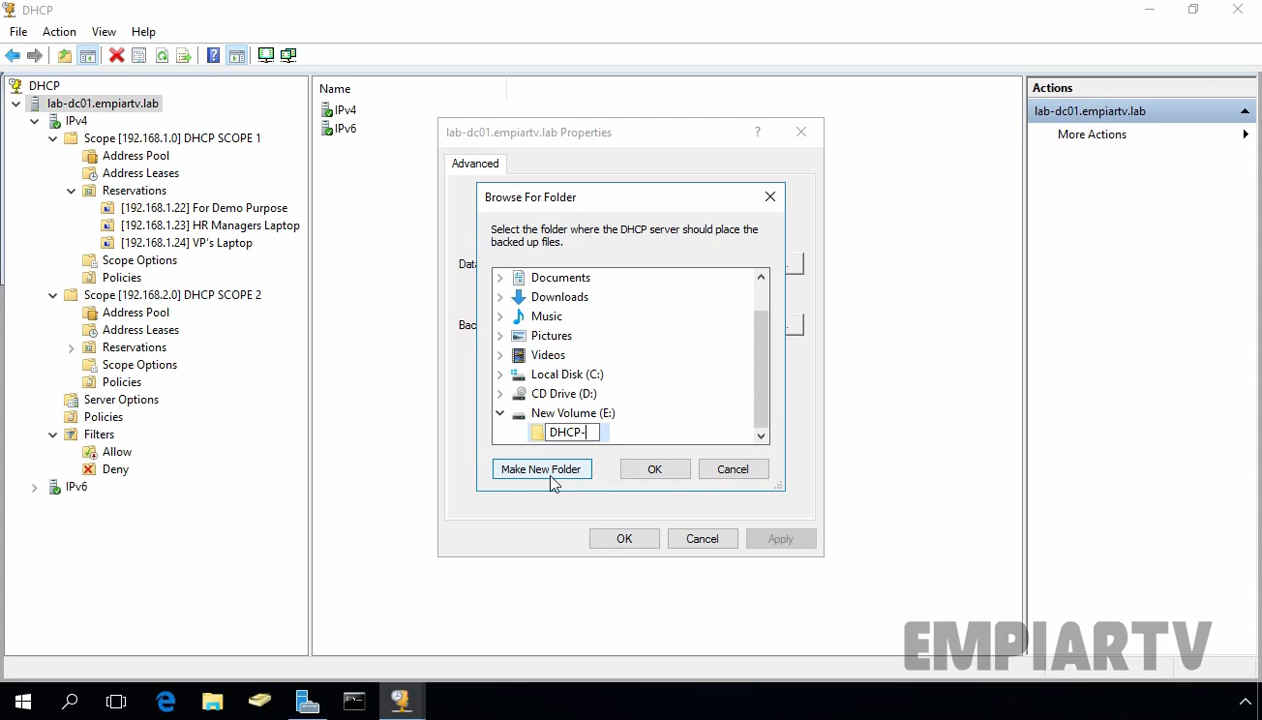 DHCP
File Action View Help
DHCP
lab-dc01.empiartv.lab
IPv4
Scope [192.168.1.0] DHCP SCOPE 1
Address Pool
Address Leases
Reservations
[192.168.1.22] For Demo Purpose
[192.168.1.23] HR Managers Laptop
[192.168.1.24] VP's Laptop
Scope Options
Policies
Scope [192.168.2.0] DHCP SCOPE 2
Address Pool
Address Leases
Reservations
Scope Options
Policies
Server Options
Policies
Filters
Allow
Deny
IPv6
Name
IPv4
IPv6
lab-dc01.empiartv.lab Properties
Advanced
Browse For Folder
Select the folder where the DHCP server should place the
backed up files.
Documents
Downloads
Music
Pictures
Videos
Local Disk (C:)
CD Drive (D:)
New Volume (E:)
DHCP-
Make New Folder OK Cancel
OK Cancel Apply
Actions
lab-dc01.empiartv.lab
More Actions
EMPIARTV